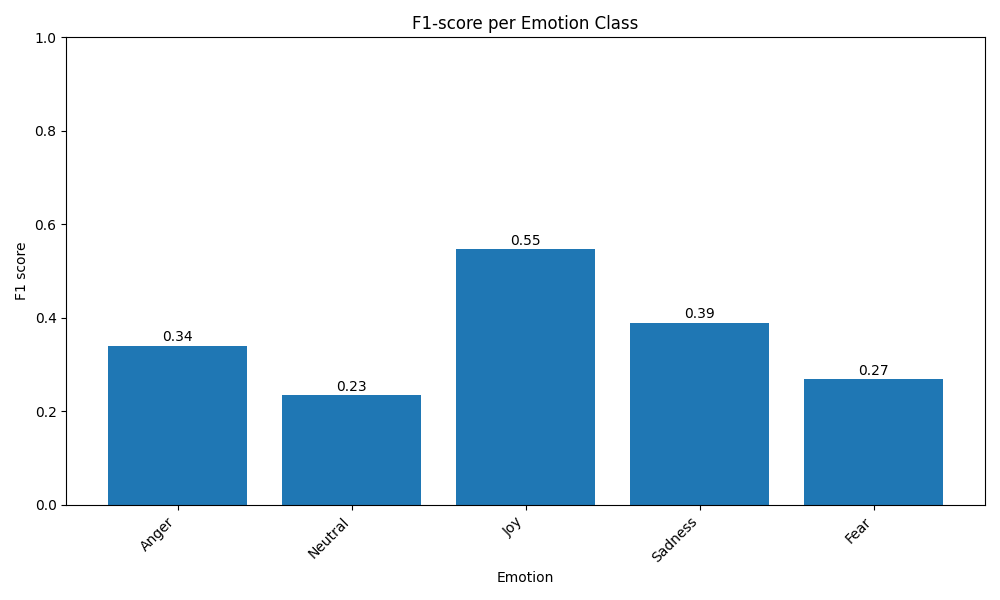 F1-score per Emotion Class
F1 score
1.0
0.8
0.6
0.4
0.2
0.0
0.34
0.23
0.55
0.39
0.27
Anger
Neutral
Joy
Sadness
Fear
Emotion